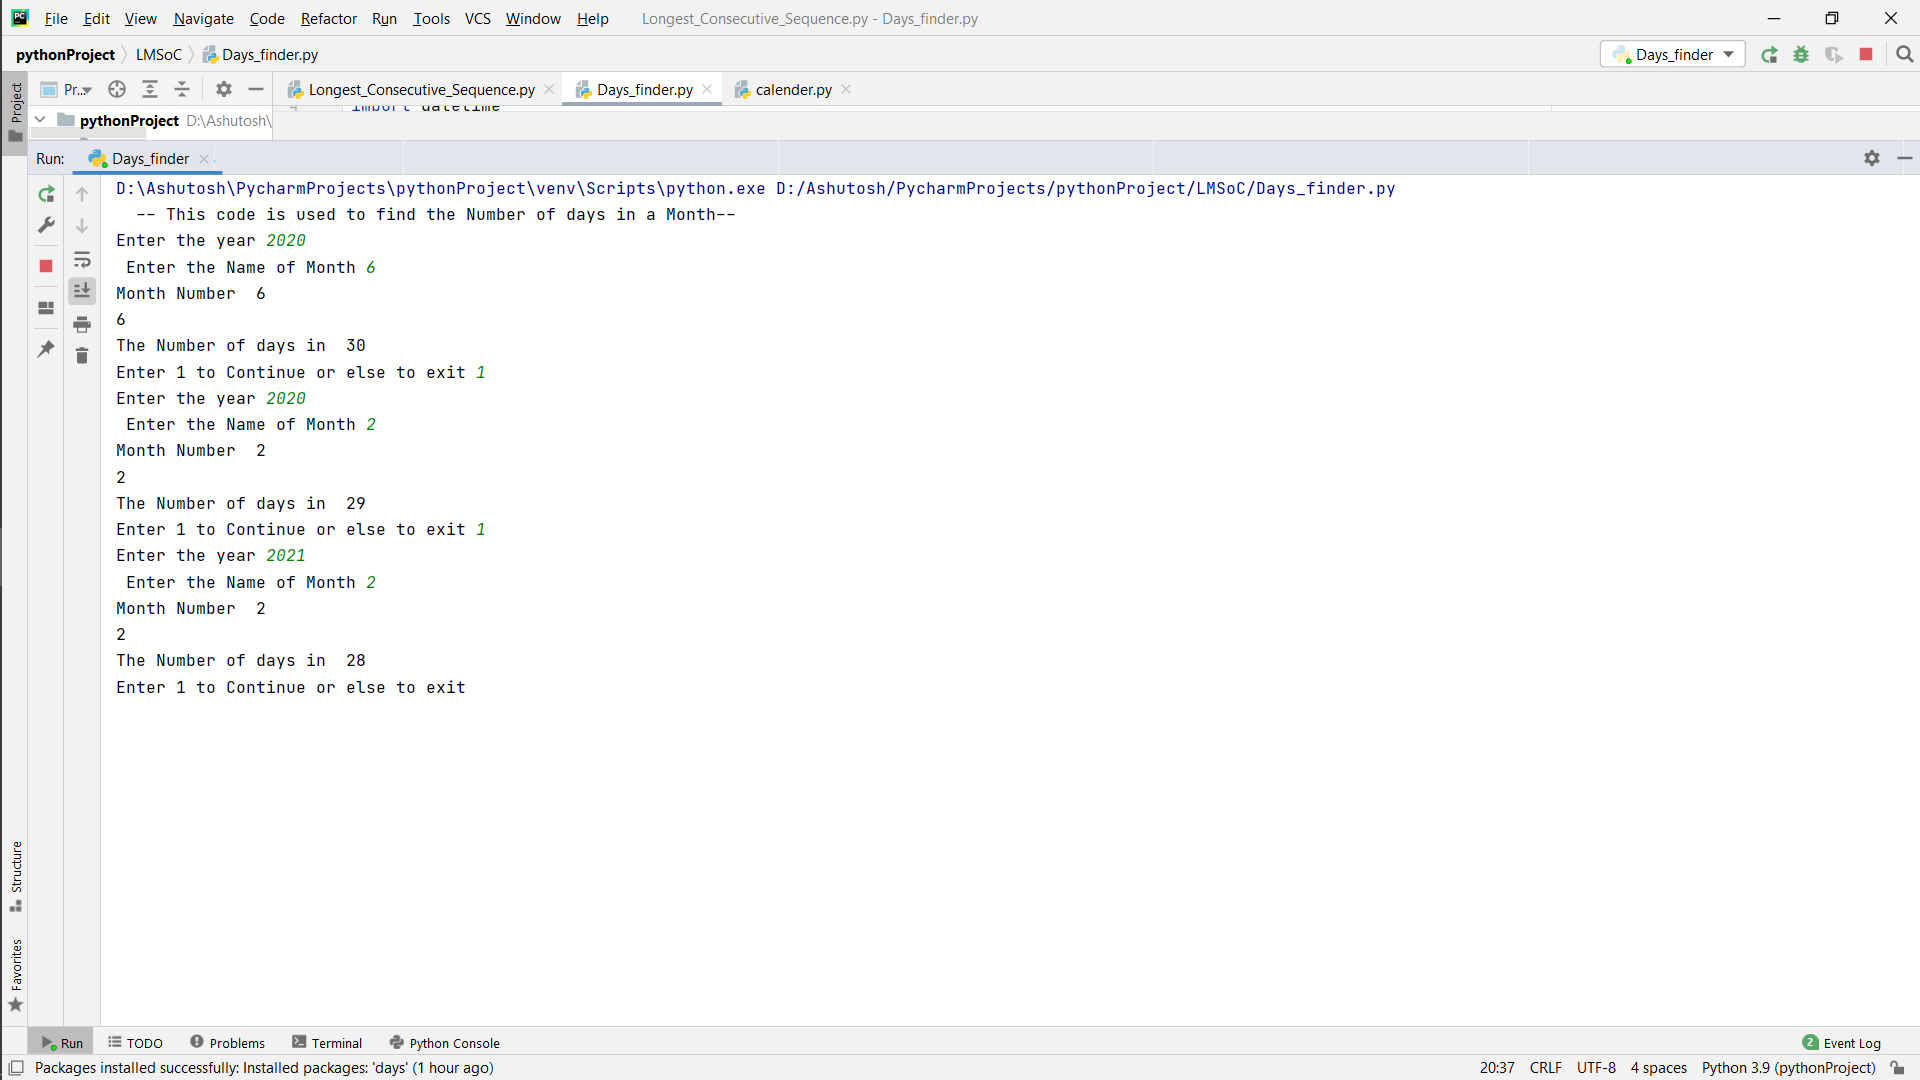 File Edit View Navigate Code Refactor Run Tools VCS Window Help Longest_Consecutive_Sequence.py - Days_finder.py
pythonProject LMSoC Days_finder.py Days_finder
Project
Pr... Longest_Consecutive_Sequence.py Days_finder.py calender.py
import datetime
pythonProject D:\Ashutosh\
Run: Days_finder
D:\Ashutosh\PycharmProjects\pythonProject\venv\Scripts\python.exe D:/Ashutosh/PycharmProjects/pythonProject/LMSoC/Days_finder.py
-- This code is used to find the Number of days in a Month--
Enter the year 2020
Enter the Name of Month 6
Month Number  6
6
The Number of days in  30
Enter 1 to Continue or else to exit 1
Enter the year 2020
Enter the Name of Month 2
Month Number  2
2
The Number of days in  29
Enter 1 to Continue or else to exit 1
Enter the year 2021
Enter the Name of Month 2
Month Number  2
2
The Number of days in  28
Enter 1 to Continue or else to exit
Structure
Favorites
Run TODO Problems Terminal Python Console 2 Event Log
Packages installed successfully: Installed packages: 'days' (1 hour ago) 20:37 CRLF UTF-8 4 spaces Python 3.9 (pythonProject)